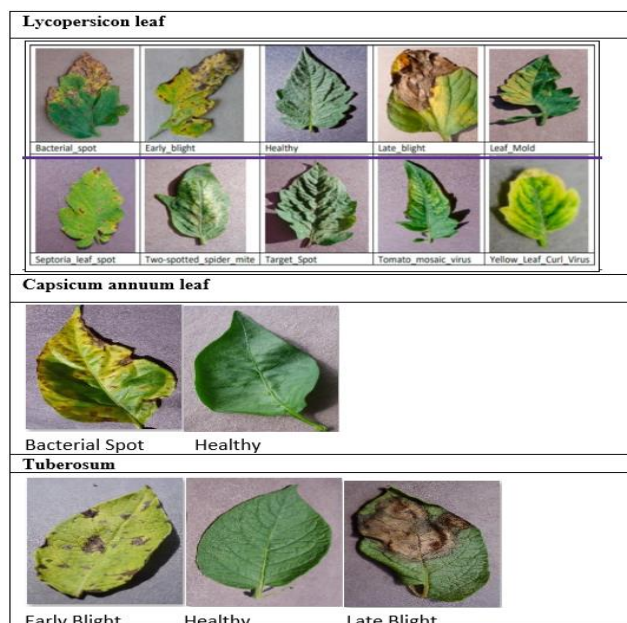 Lycopersicon leaf
Bacterial_spot Early_blight Healthy Late_blight Leaf_Mold
Septoria_leaf_spot Two-spotted_spider_mite Target_Spot Tomato_mosaic_virus Yellow_Leaf_Curl_Virus
Capsicum annuum leaf
Bacterial Spot Healthy
Tuberosum
Early Blight Healthy Late Blight